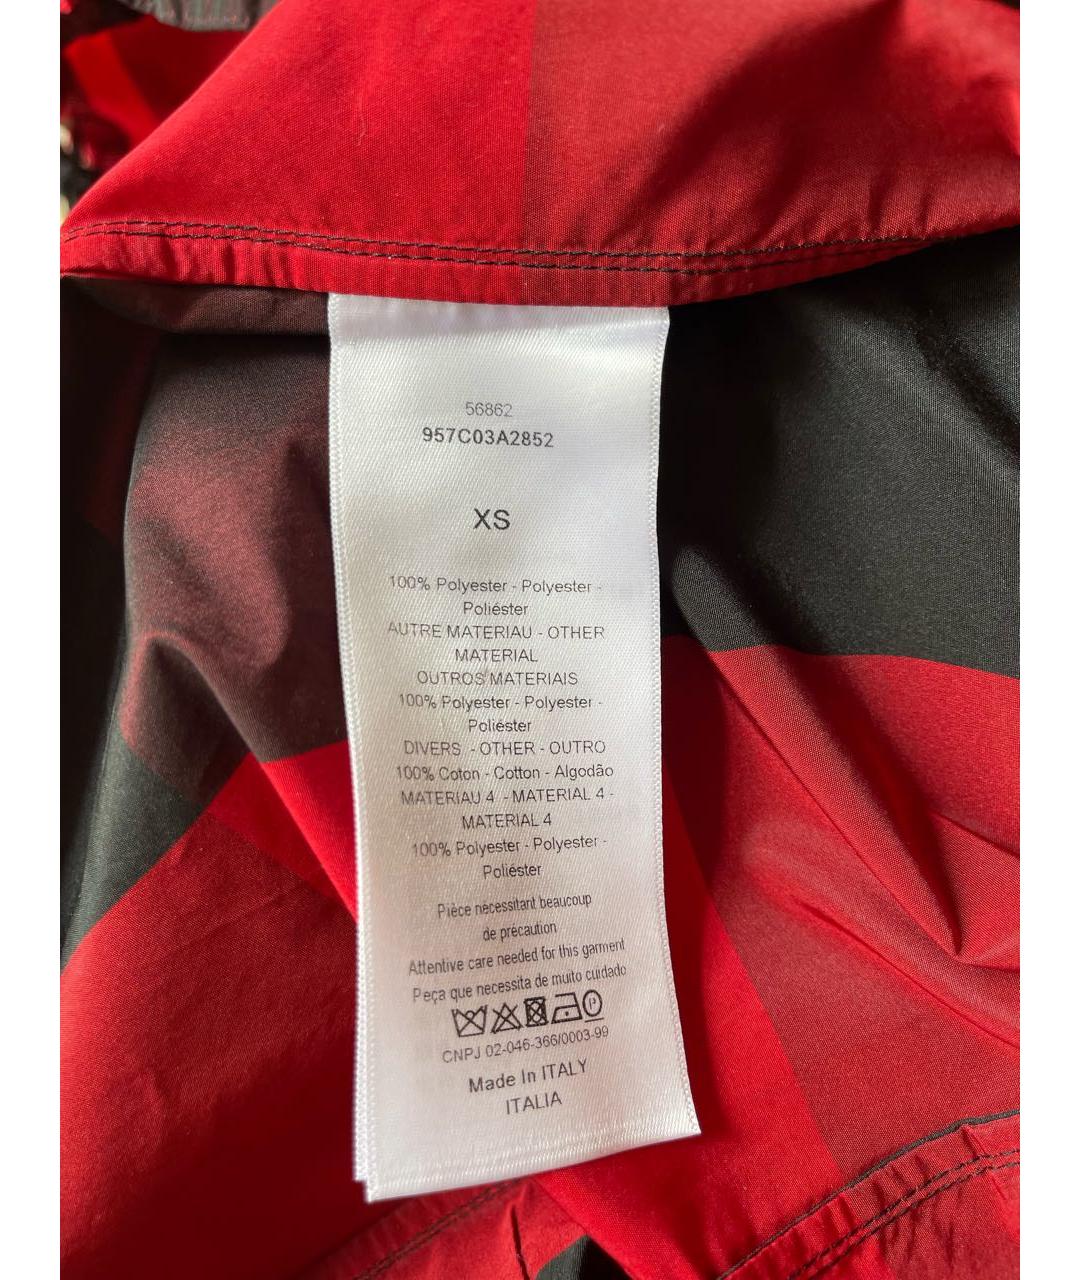 56862
957C03A2852
XS
100% Polyester - Polyester -
Poliéster
AUTRE MATERIAU - OTHER
MATERIAL
OUTROS MATERIAIS
100% Polyester - Polyester -
Poliéster
DIVERS - OTHER - OUTRO
100% Coton - Cotton - Algodão
MATERIAU 4 - MATERIAL 4 -
MATERIAL 4
100% Polyester - Polyester -
Poliéster
Pièce nécessitant beaucoup
de précaution
Attentive care needed for this garment
Peça que necessita de muito cuidado
P
CNPJ 02-046-366/0003-99
Made In ITALY
ITALIA